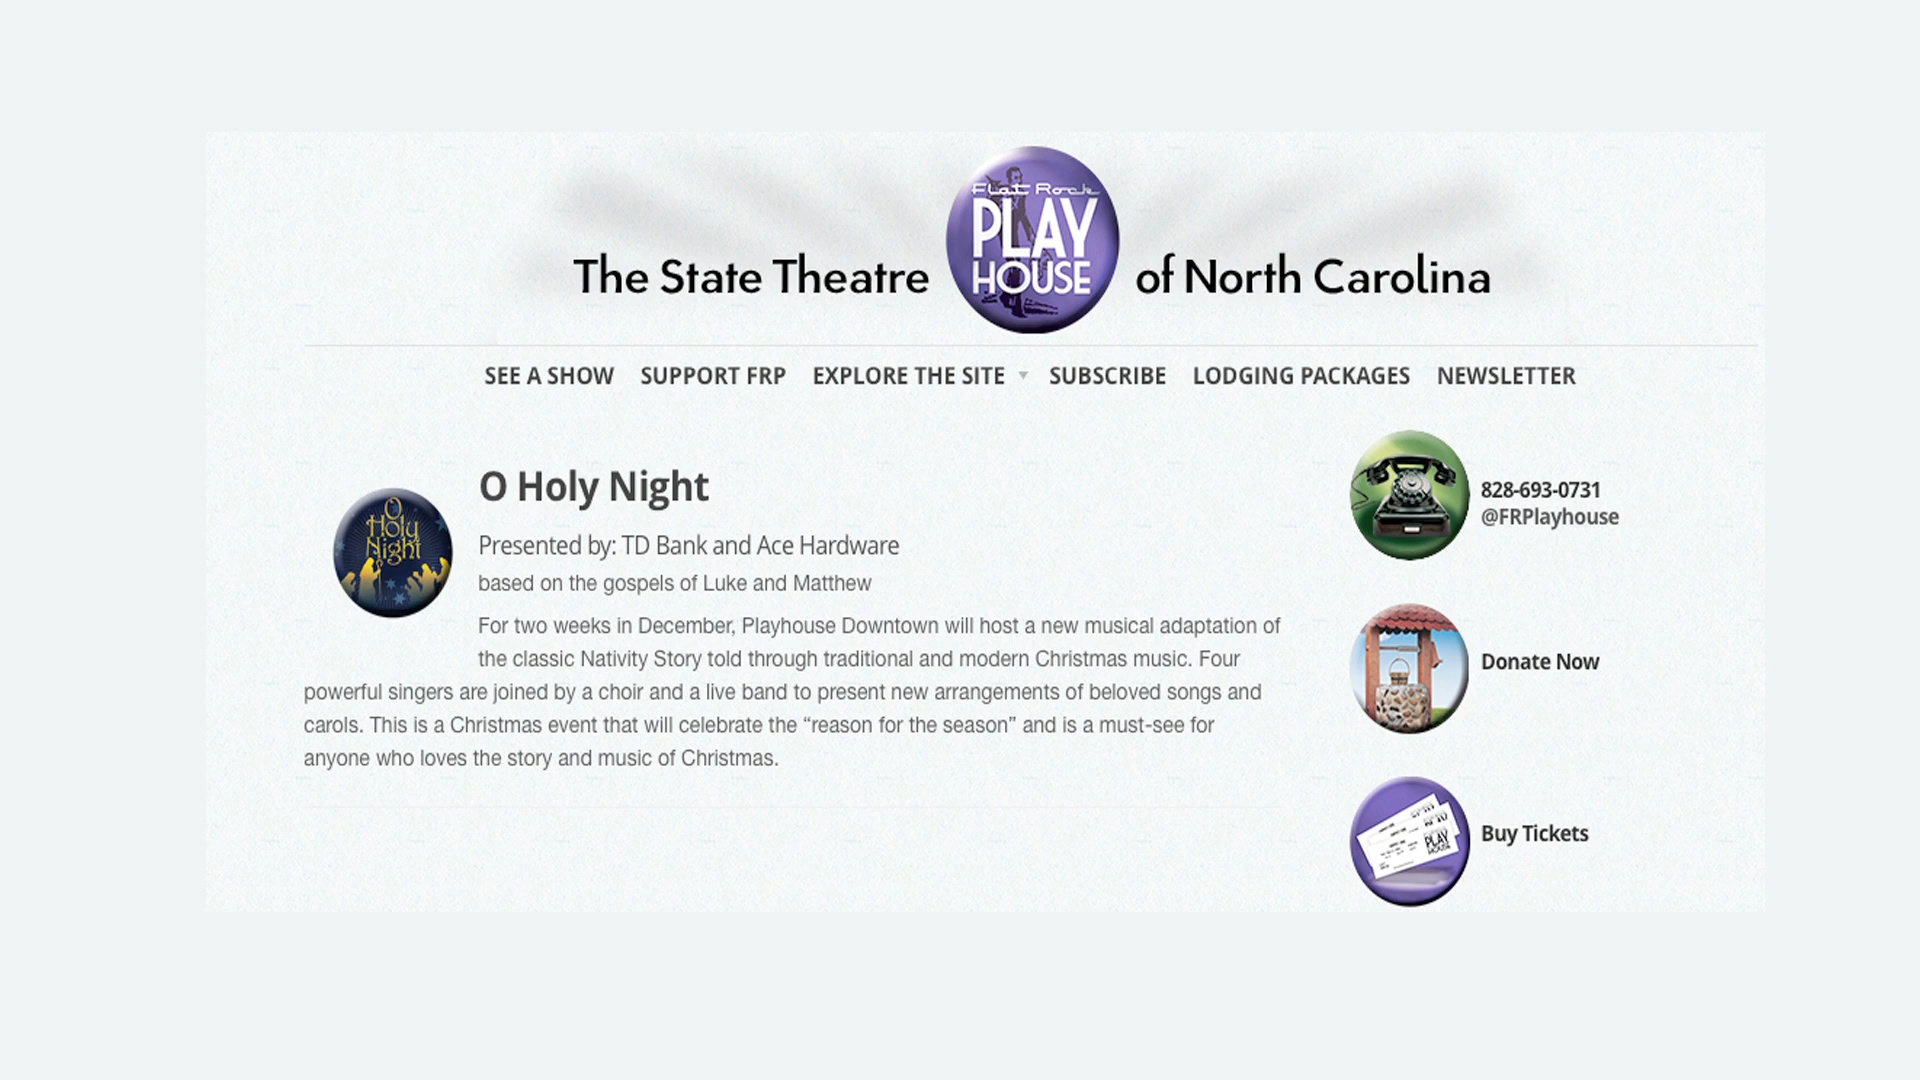 The State Theatre
Flat Rock
PLAY
HOUSE
of North Carolina
SEE A SHOW SUPPORT FRP EXPLORE THE SITE SUBSCRIBE LODGING PACKAGES NEWSLETTER
O
Holy
Night
O Holy Night
Presented by: TD Bank and Ace Hardware
based on the gospels of Luke and Matthew
For two weeks in December, Playhouse Downtown will host a new musical adaptation of
the classic Nativity Story told through traditional and modern Christmas music. Four
powerful singers are joined by a choir and a live band to present new arrangements of beloved songs and
carols. This is a Christmas event that will celebrate the “reason for the season” and is a must-see for
anyone who loves the story and music of Christmas.
828-693-0731
@FRPlayhouse
Donate Now
PLAY
HOUSE
Buy Tickets